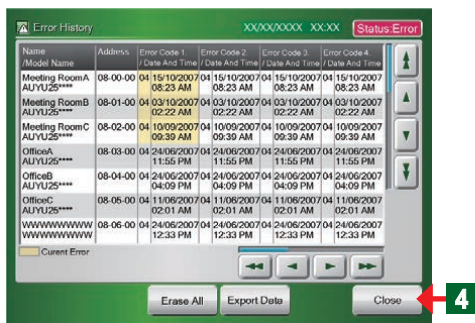 Error History XX/XX/XXXX XX:XX Status:Error
Name Address Error Code 1. Error Code 2. Error Code 3. Error Code 4.
/Model Name / Date And Time / Date And Time / Date And Time / Date And Time
Meeting RoomA 08-00-00 04 15/10/2007 04 15/10/2007 04 15/10/2007 04 15/10/2007
AUYU25**** 08:23 AM 08:23 AM 08:23 AM 08:23 AM
Meeting RoomB 08-01-00 04 03/10/2007 04 03/10/2007 04 03/10/2007 04 03/10/2007
AUYU25**** 02:22 AM 02:22 AM 02:22 AM 02:22 AM
Meeting RoomC 08-02-00 04 10/09/2007 04 10/09/2007 04 10/09/2007 04 10/09/2007
AUYU25**** 09:39 AM 09:39 AM 09:39 AM 09:39 AM
OfficeA 08-03-00 04 24/06/2007 04 24/06/2007 04 24/06/2007 04 24/06/2007
AUYU25**** 11:55 PM 11:55 PM 11:55 PM 11:55 PM
OfficeB 08-04-00 04 24/06/2007 04 24/06/2007 04 24/06/2007 04 24/06/2007
AUYU25**** 04:09 PM 04:09 PM 04:09 PM 04:09 PM
OfficeC 08-05-00 04 11/06/2007 04 11/06/2007 04 11/06/2007 04 11/06/2007
AUYU25**** 02:01 AM 02:01 AM 02:01 AM 02:01 AM
WWWWWWWWWW 08-06-00 04 24/06/2007 04 24/06/2007 04 24/06/2007 04 24/06/2007
WWWWWWWWWW 12:33 PM 12:33 PM 12:33 PM 12:33 PM
Curent Error
Erase All Export Data Close 4